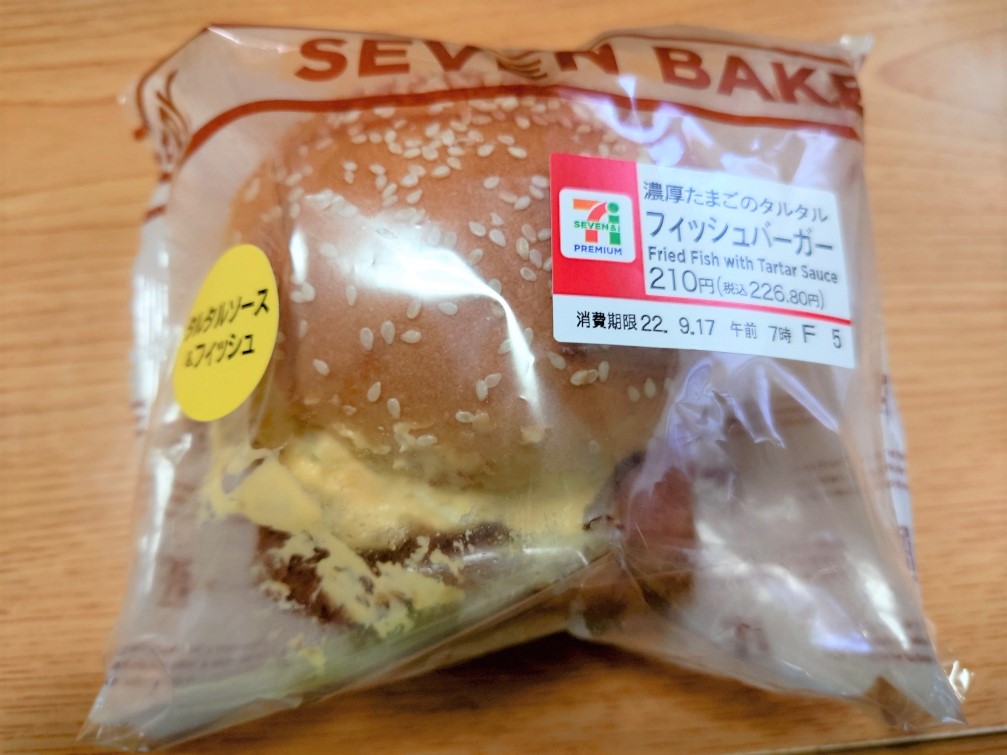 SEVEN BAKE
濃厚たまごのタルタル
フィッシュバーガー
Fried Fish with Tartar Sauce
210円(税込226.80円)
消費期限22. 9.17 午前 7時 F 5
SEVEN&i
PREMIUM
タルタルソース
&フィッシュ